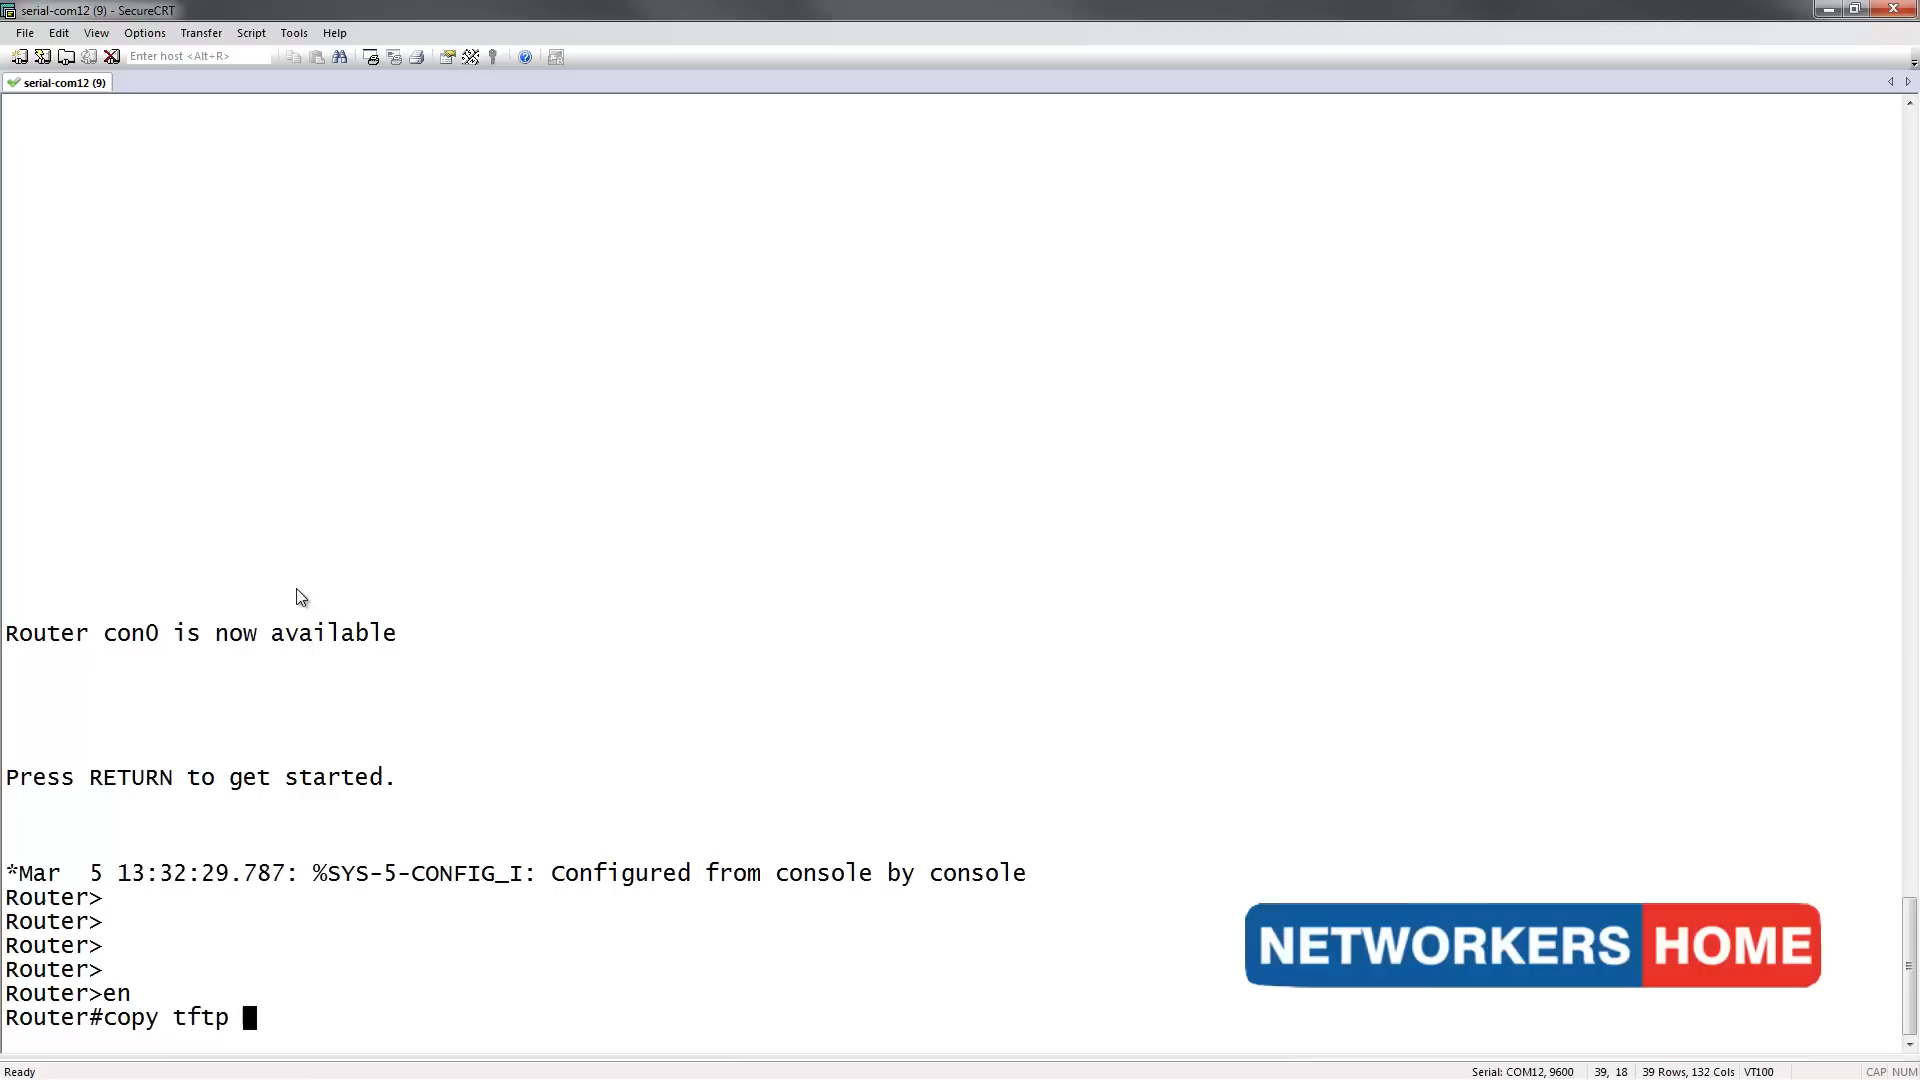 serial-com12 (9) - SecureCRT
File Edit View Options Transfer Script Tools Help
Enter host <Alt+R>
serial-com12 (9)
Router con0 is now available
Press RETURN to get started.
*Mar  5 13:32:29.787: %SYS-5-CONFIG_I: Configured from console by console
Router>
Router>
Router>
Router>
Router>en
Router#copy tftp
NETWORKERS HOME
Ready Serial: COM12, 9600 39, 18 39 Rows, 132 Cols VT100 CAP NUM